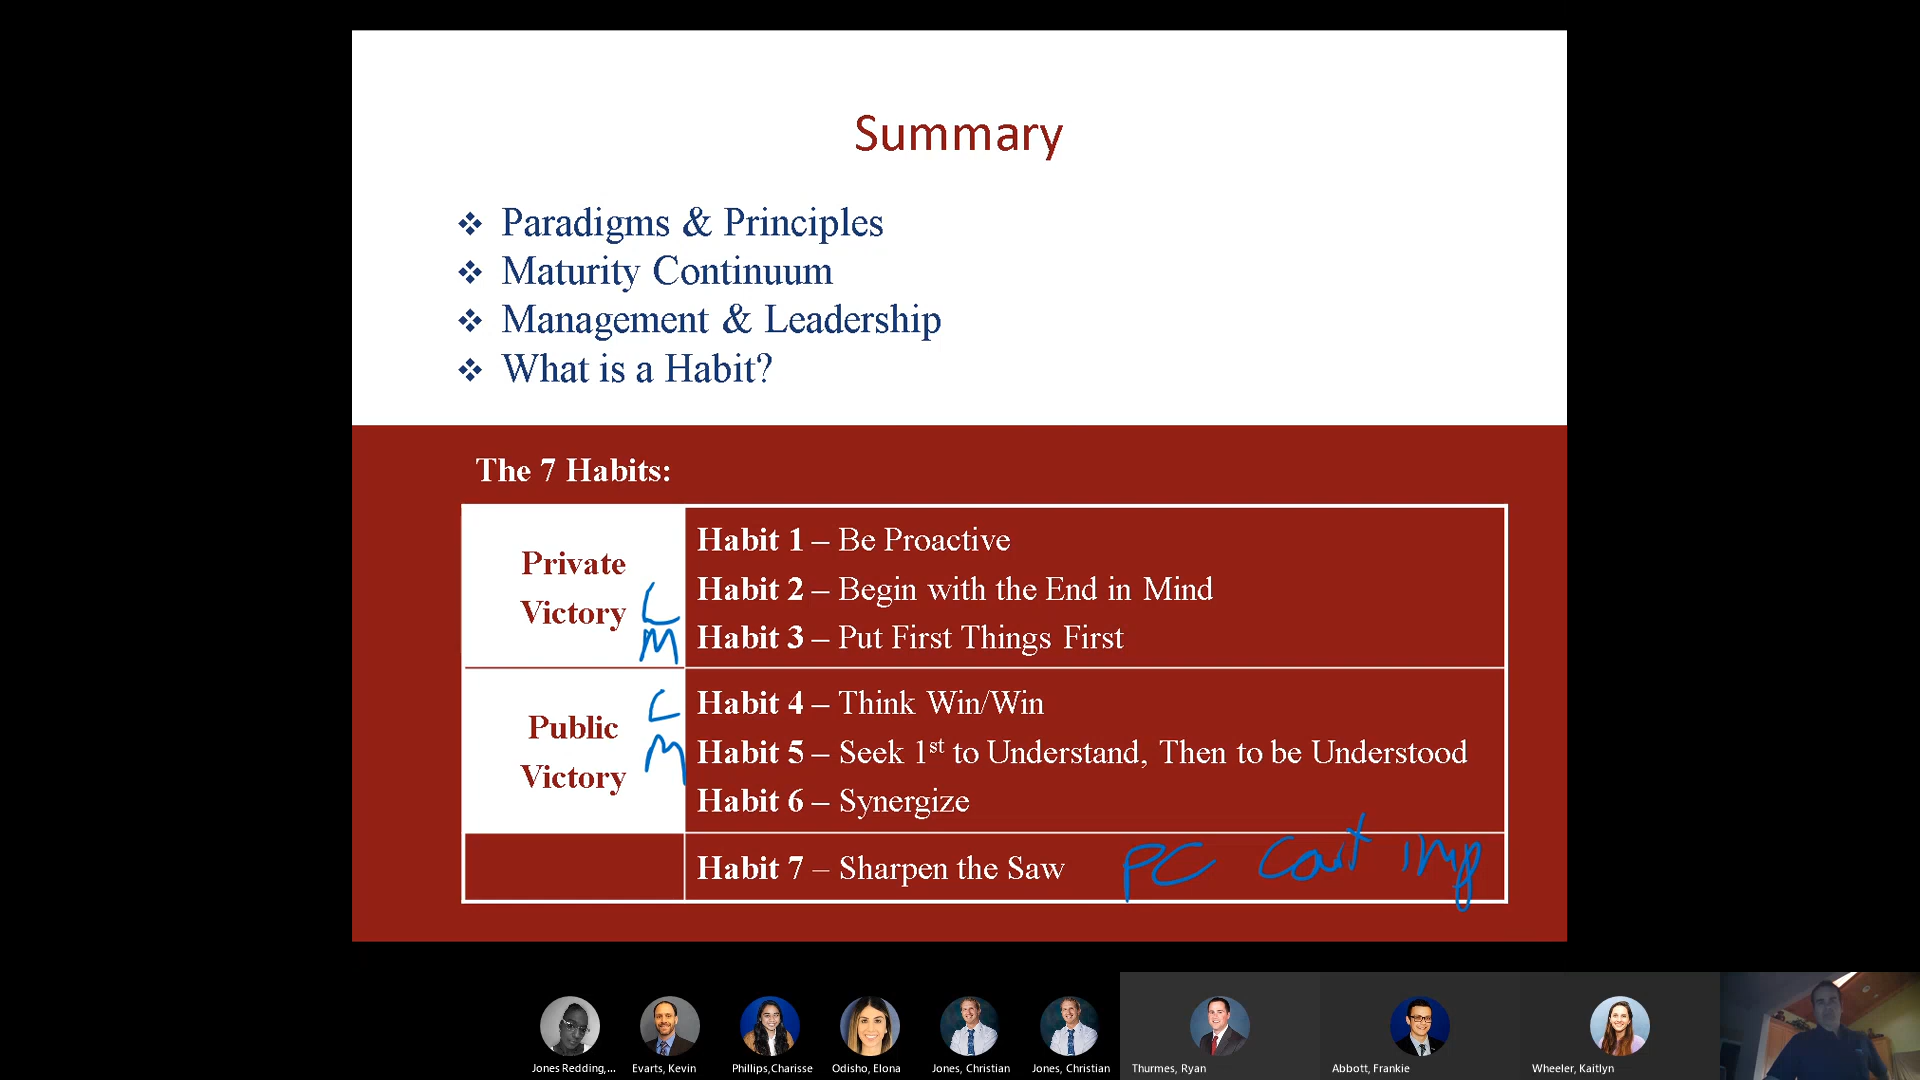 Summary
❖ Paradigms & Principles
❖ Maturity Continuum
❖ Management & Leadership
❖ What is a Habit?
The 7 Habits:
Private
Victory
L
M
Habit 1 – Be Proactive
Habit 2 – Begin with the End in Mind
Habit 3 – Put First Things First
Public
Victory
L
M
Habit 4 – Think Win/Win
Habit 5 – Seek 1st to Understand, Then to be Understood
Habit 6 – Synergize
Habit 7 – Sharpen the Saw PC imp
Jones Redding,... Evarts, Kevin Phillips,Charisse Odisho, Elona Jones, Christian Jones, Christian Thurmes, Ryan Abbott, Frankie Wheeler, Kaitlyn